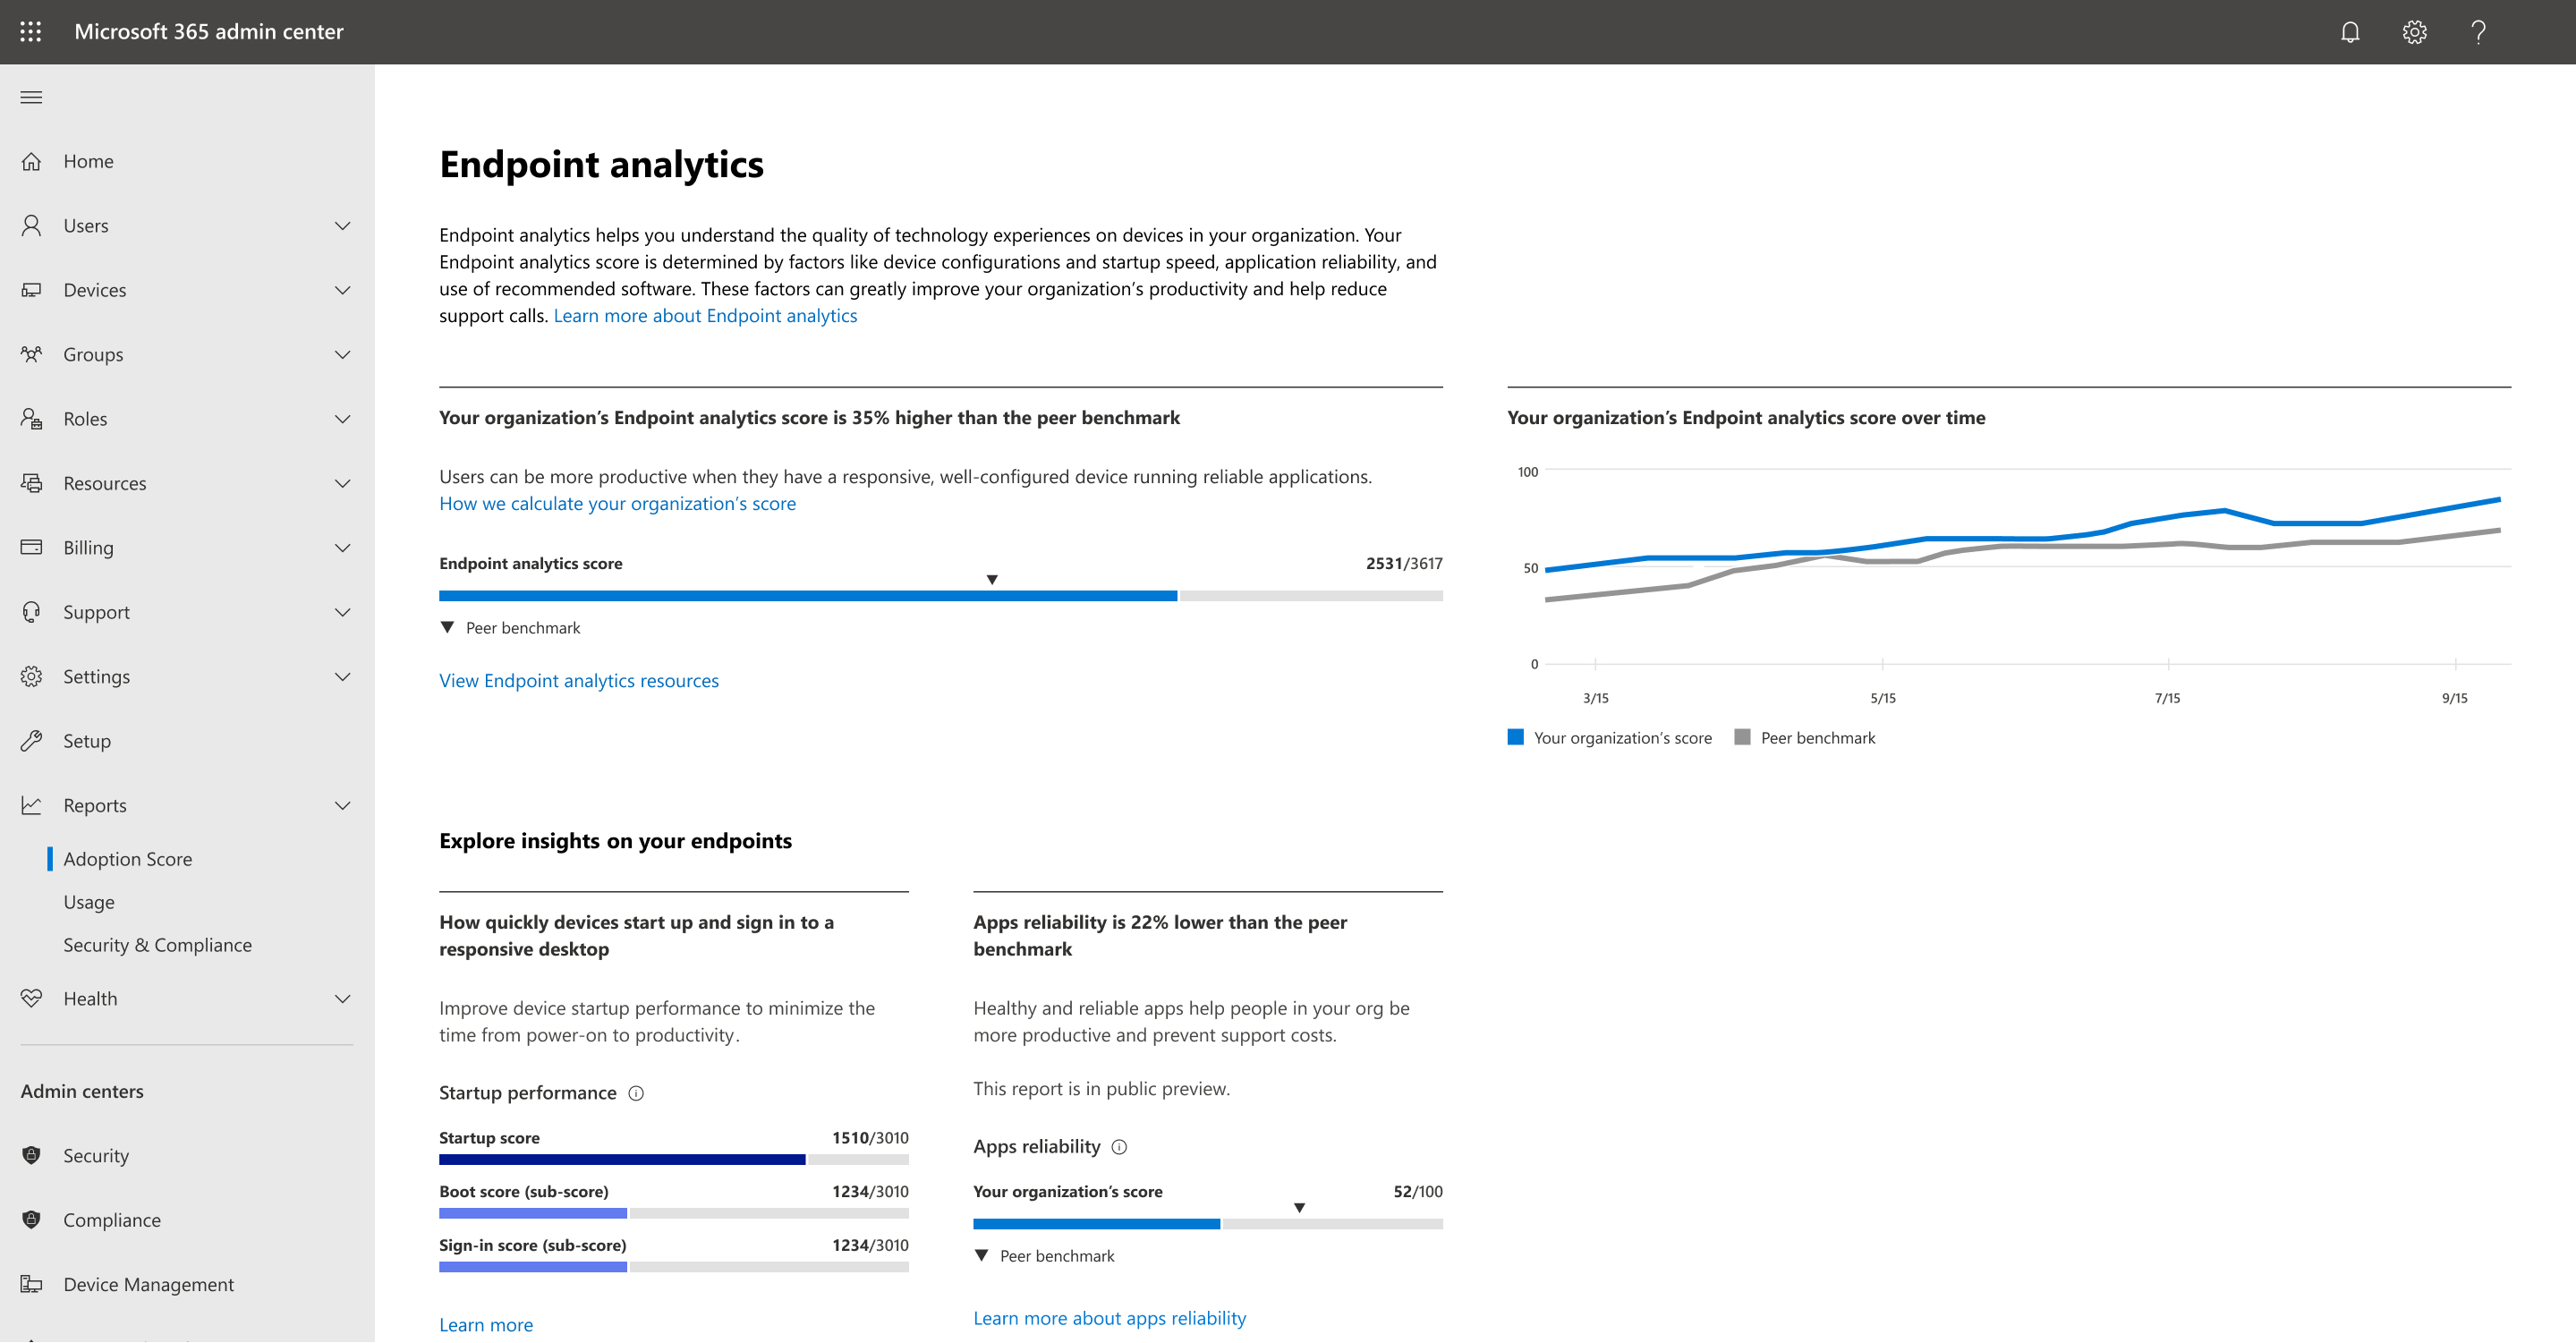 Microsoft 365 admin center
Home
Users
Devices
Groups
Roles
Resources
Billing
Support
Settings
Setup
Reports
Adoption Score
Usage
Security & Compliance
Health
Admin centers
Security
Compliance
Device Management
Endpoint analytics
Endpoint analytics helps you understand the quality of technology experiences on devices in your organization. Your
Endpoint analytics score is determined by factors like device configurations and startup speed, application reliability, and
use of recommended software. These factors can greatly improve your organization’s productivity and help reduce
support calls. Learn more about Endpoint analytics
Your organization’s Endpoint analytics score is 35% higher than the peer benchmark
Users can be more productive when they have a responsive, well-configured device running reliable applications.
How we calculate your organization’s score
Endpoint analytics score 2531/3617
Peer benchmark
View Endpoint analytics resources
Your organization’s Endpoint analytics score over time
100
50
0
3/15 5/15 7/15 9/15
Your organization’s score Peer benchmark
Explore insights on your endpoints
How quickly devices start up and sign in to a
responsive desktop
Improve device startup performance to minimize the
time from power-on to productivity.
Startup performance
Startup score 1510/3010
Boot score (sub-score) 1234/3010
Sign-in score (sub-score) 1234/3010
Learn more
Apps reliability is 22% lower than the peer
benchmark
Healthy and reliable apps help people in your org be
more productive and prevent support costs.
This report is in public preview.
Apps reliability
Your organization’s score 52/100
Peer benchmark
Learn more about apps reliability